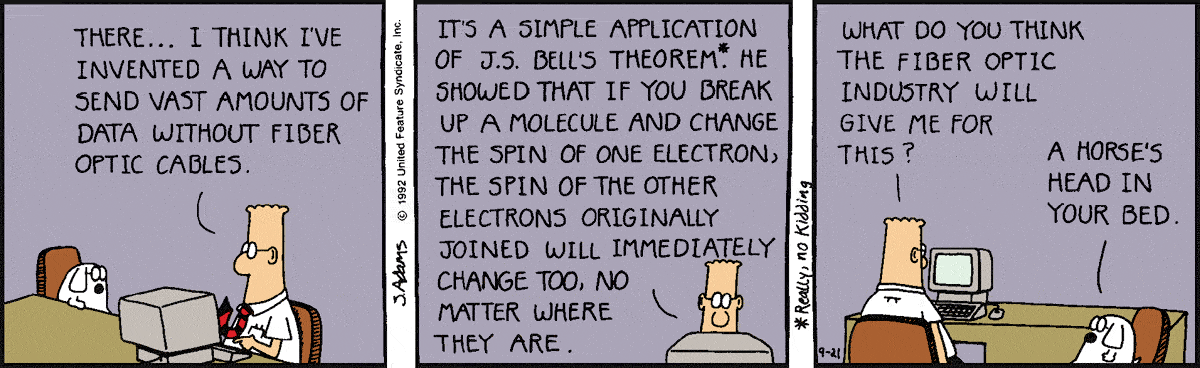 THERE... I THINK I'VE
INVENTED A WAY TO
SEND VAST AMOUNTS OF
DATA WITHOUT FIBER
OPTIC CABLES.
S.Adams © 1992 United Feature Syndicate, Inc.
IT'S A SIMPLE APPLICATION
OF J.S. BELL'S THEOREM*. HE
SHOWED THAT IF YOU BREAK
UP A MOLECULE AND CHANGE
THE SPIN OF ONE ELECTRON,
THE SPIN OF THE OTHER
ELECTRONS ORIGINALLY
JOINED WILL IMMEDIATELY
CHANGE TOO, NO
MATTER WHERE
THEY ARE.
*Really, no Kidding
WHAT DO YOU THINK
THE FIBER OPTIC
INDUSTRY WILL
GIVE ME FOR
THIS?
A HORSE'S
HEAD IN
YOUR BED.
9-21